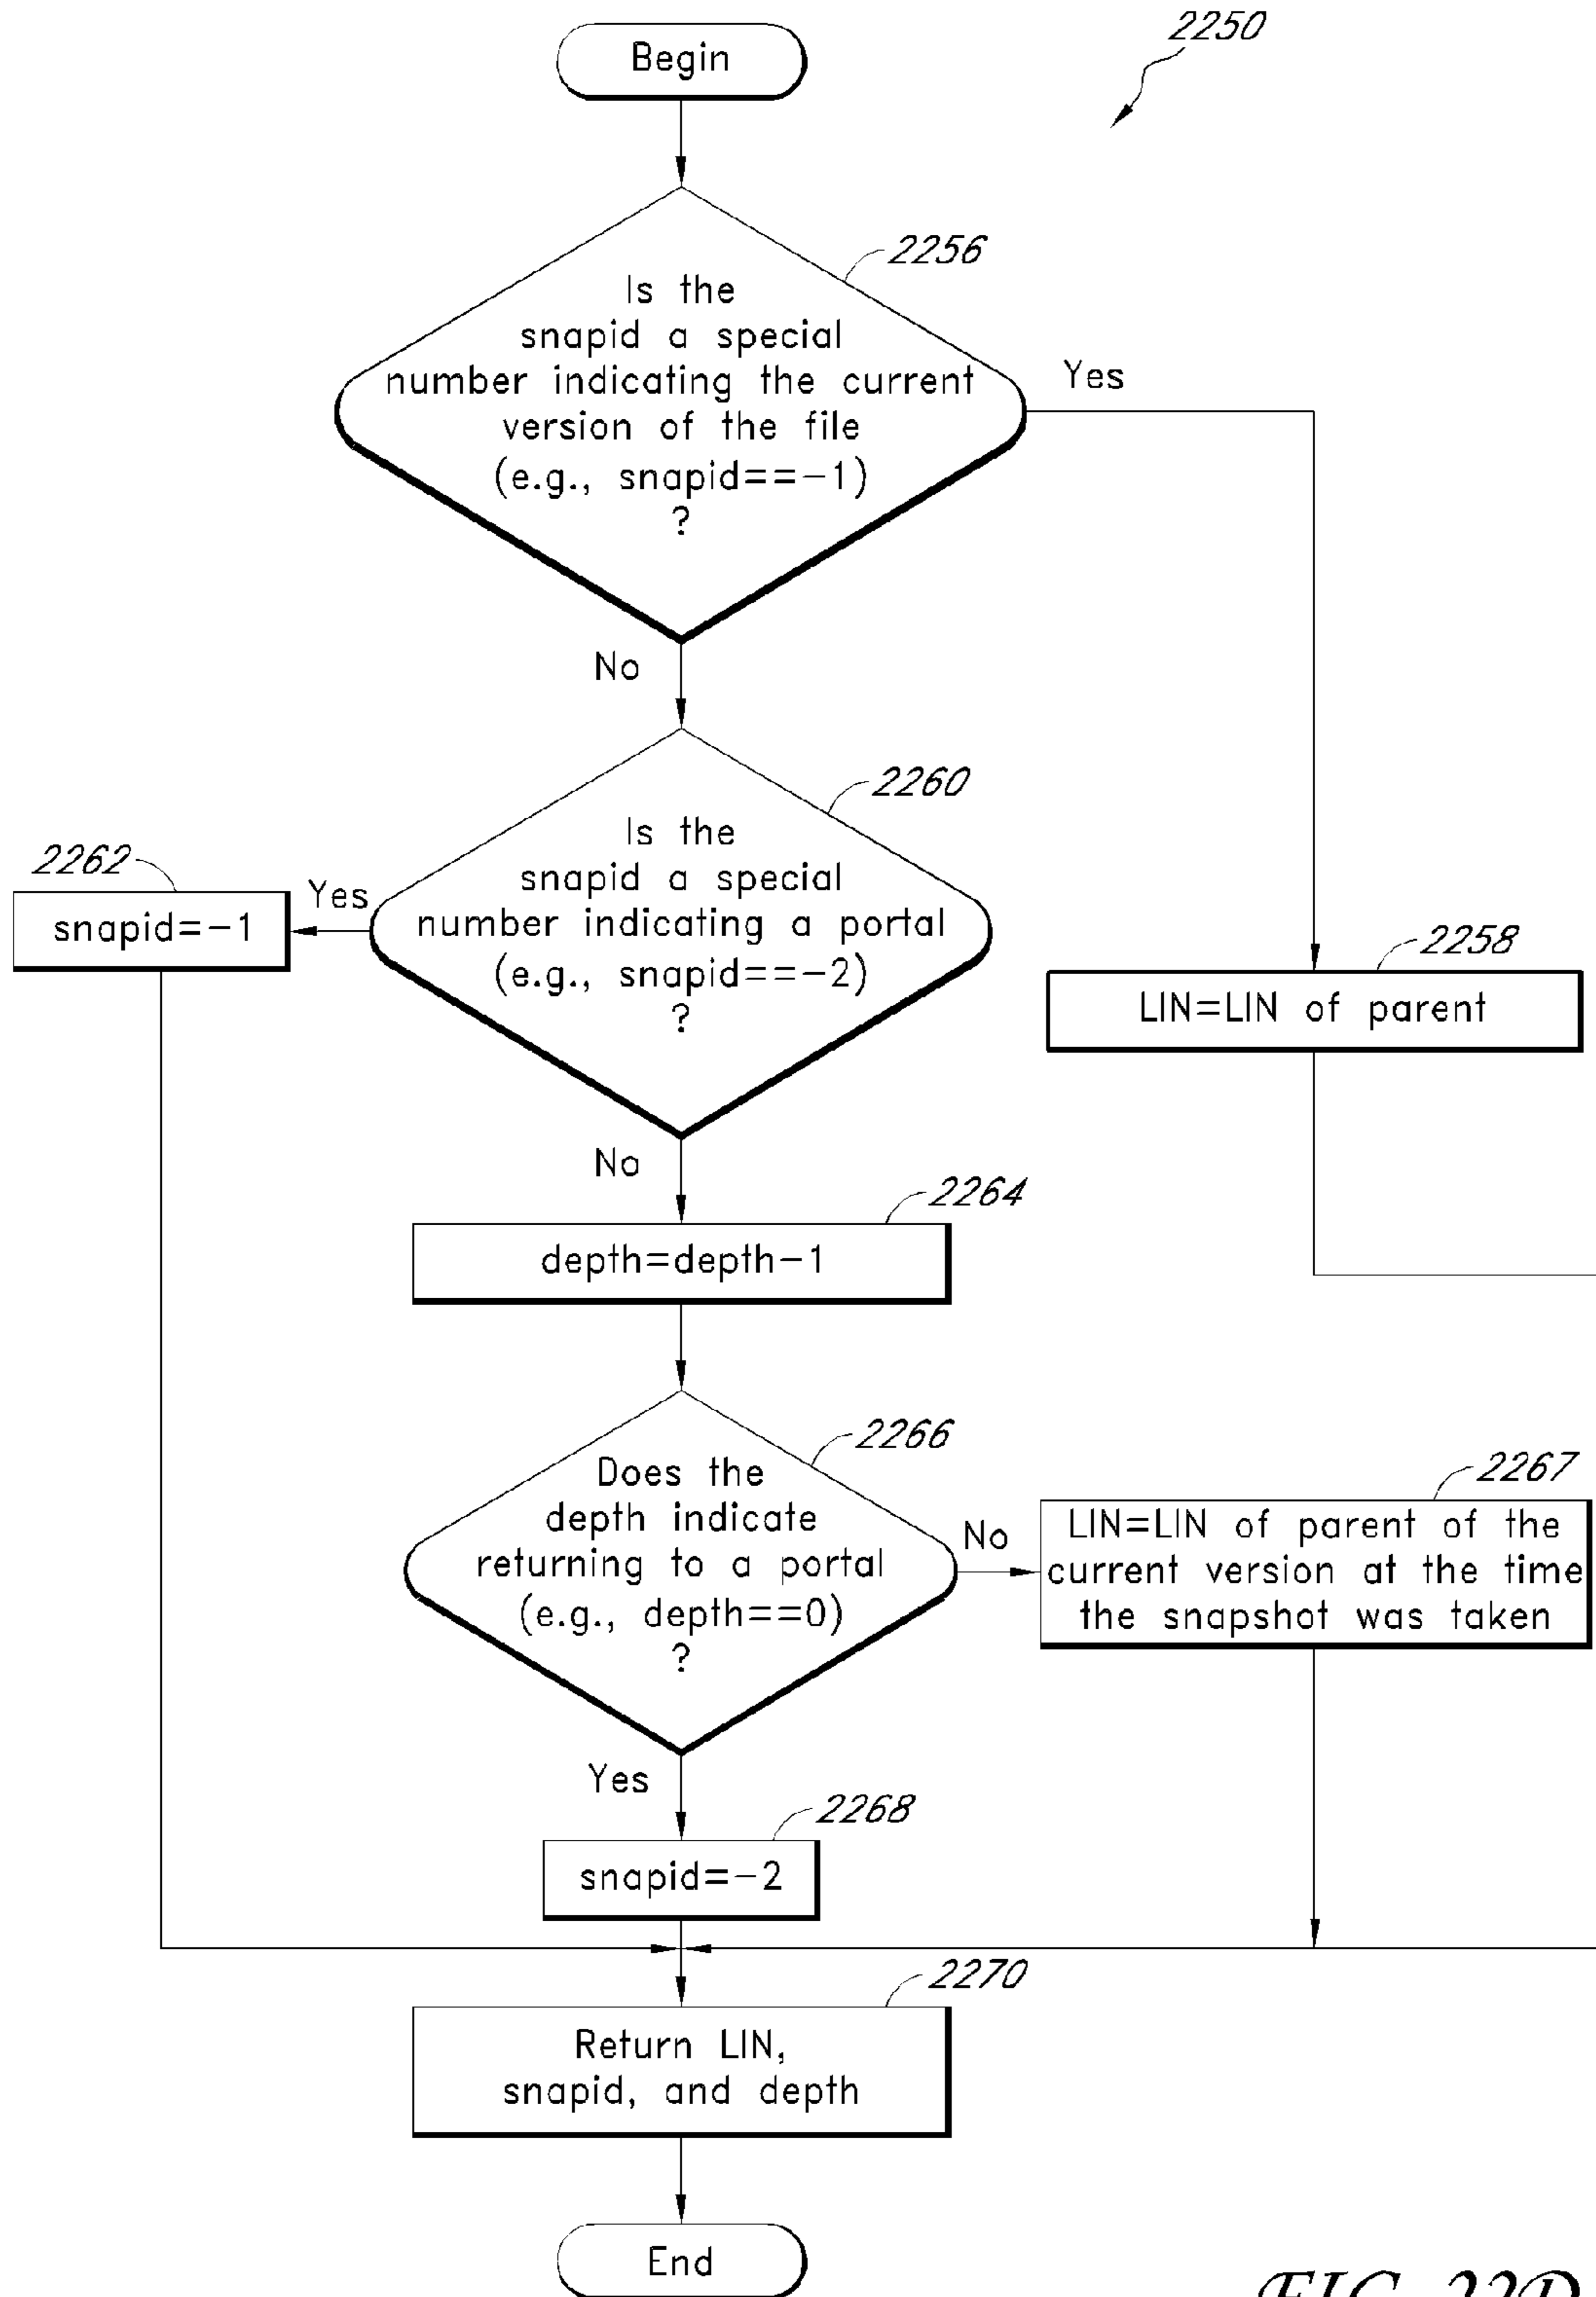 2250
Begin
2256
Is the
snapid a special
number indicating the current
version of the file
(e.g., snapid==-1)
?
Yes
No
2260
Is the
snapid a special
number indicating a portal
(e.g., snapid==-2)
?
2262
Yes
snapid=-1
2258
LIN=LIN of parent
No
2264
depth=depth-1
2266
Does the
depth indicate
returning to a portal
(e.g., depth==0)
?
No
2267
LIN=LIN of parent of the
current version at the time
the snapshot was taken
Yes
2268
snapid=-2
2270
Return LIN,
snapid, and depth
End